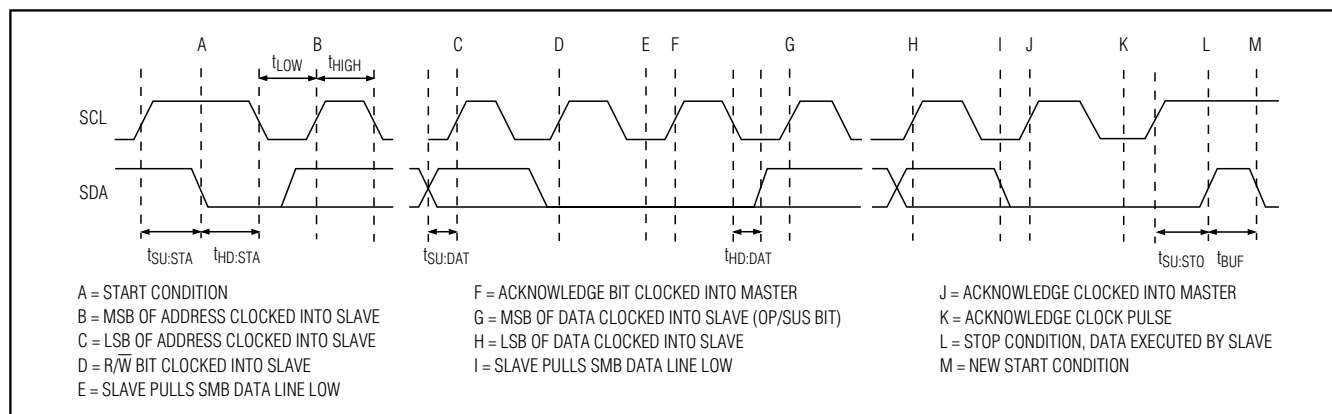 A B C D E F G H I J K L M
tLOW tHIGH
SCL
SDA
tSU:STA tHD:STA tSU:DAT tHD:DAT tSU:STO tBUF
A = START CONDITION
B = MSB OF ADDRESS CLOCKED INTO SLAVE
C = LSB OF ADDRESS CLOCKED INTO SLAVE
D = R/W̅ BIT CLOCKED INTO SLAVE
E = SLAVE PULLS SMB DATA LINE LOW
F = ACKNOWLEDGE BIT CLOCKED INTO MASTER
G = MSB OF DATA CLOCKED INTO SLAVE (OP/SUS BIT)
H = LSB OF DATA CLOCKED INTO SLAVE
I = SLAVE PULLS SMB DATA LINE LOW
J = ACKNOWLEDGE CLOCKED INTO MASTER
K = ACKNOWLEDGE CLOCK PULSE
L = STOP CONDITION, DATA EXECUTED BY SLAVE
M = NEW START CONDITION